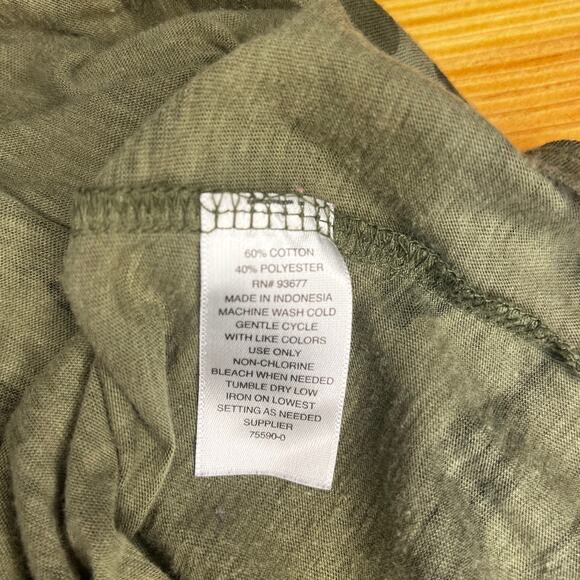 60% COTTON
40% POLYESTER
RN# 93677
MADE IN INDONESIA
MACHINE WASH COLD
GENTLE CYCLE
WITH LIKE COLORS
USE ONLY
NON-CHLORINE
BLEACH WHEN NEEDED
TUMBLE DRY LOW
IRON ON LOWEST
SETTING AS NEEDED
SUPPLIER
75590-0